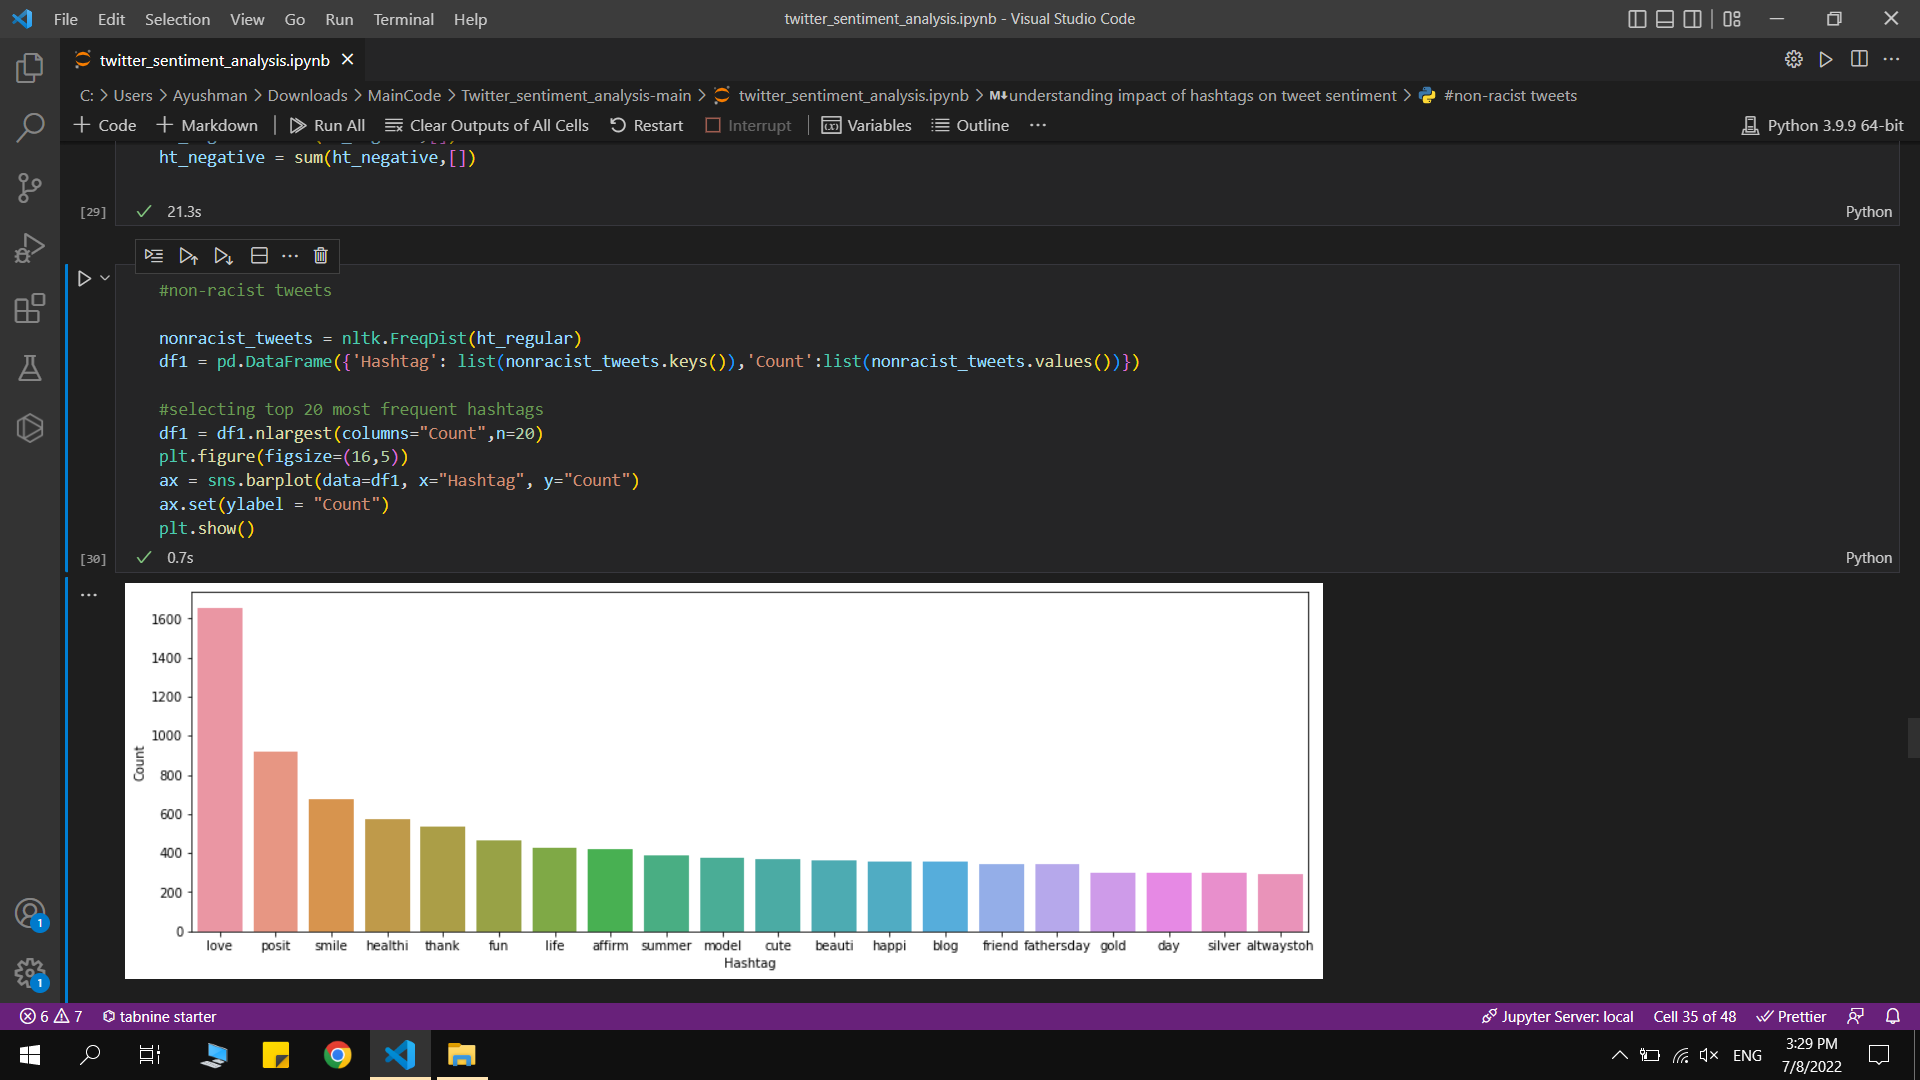 File Edit Selection View Go Run Terminal Help
twitter_sentiment_analysis.ipynb - Visual Studio Code
twitter_sentiment_analysis.ipynb
C: > Users > Ayushman > Downloads > MainCode > Twitter_sentiment_analysis-main > twitter_sentiment_analysis.ipynb > M↓understanding impact of hashtags on tweet sentiment > #non-racist tweets
+ Code + Markdown | Run All Clear Outputs of All Cells Restart Interrupt | Variables Outline ...
Python 3.9.9 64-bit
ht_negative = sum(ht_negative,[])
[29] ✓ 21.3s
Python
#non-racist tweets
nonracist_tweets = nltk.FreqDist(ht_regular)
df1 = pd.DataFrame({'Hashtag': list(nonracist_tweets.keys()),'Count':list(nonracist_tweets.values())})
#selecting top 20 most frequent hashtags
df1 = df1.nlargest(columns="Count",n=20)
plt.figure(figsize=(16,5))
ax = sns.barplot(data=df1, x="Hashtag", y="Count")
ax.set(ylabel = "Count")
plt.show()
[30] ✓ 0.7s
Python
1600
1400
1200
1000
800
600
400
200
0
Count
love posit smile healthi thank fun life affirm summer model cute beauti happi blog friend fathersday gold day silver altwaystoh
Hashtag
1
1
6 7 tabnine starter
Jupyter Server: local Cell 35 of 48 Prettier
ENG
3:29 PM
7/8/2022